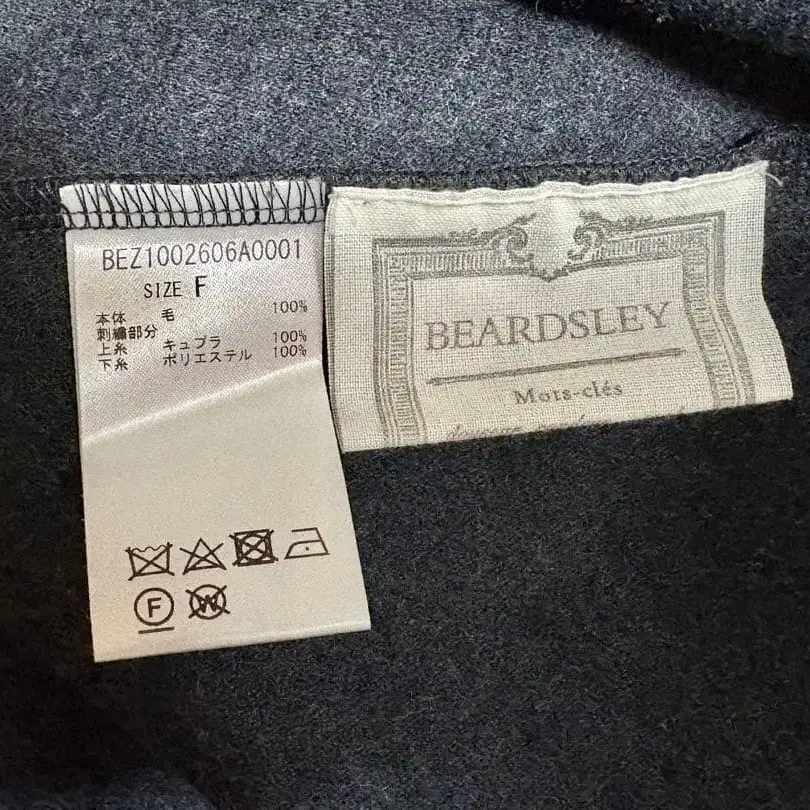 BEZ1002606A0001
SIZE F
本体 毛 100%
刺繍部分
上糸 キュプラ 100%
下糸 ポリエステル 100%
F
W
BEARDSLEY
Mots-clés